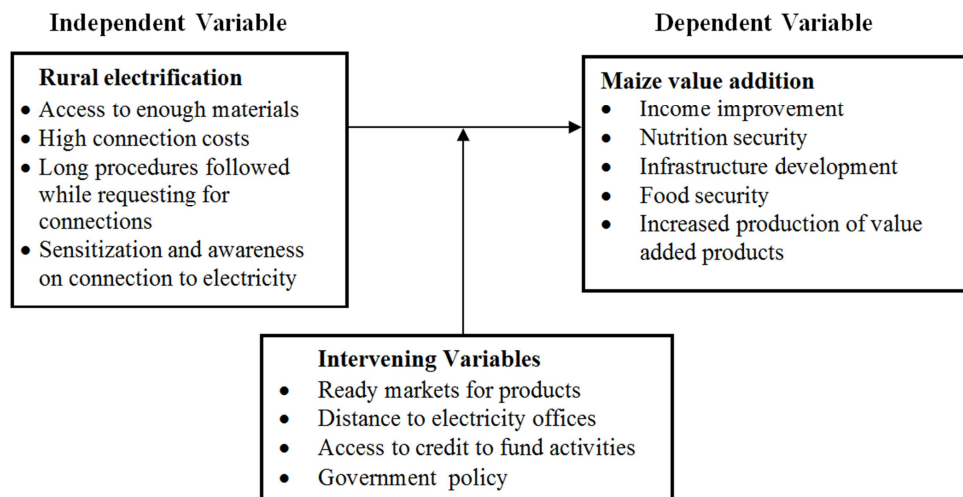 Independent Variable
Dependent Variable
Rural electrification
• Access to enough materials
• High connection costs
• Long procedures followed
while requesting for
connections
• Sensitization and awareness
on connection to electricity
Maize value addition
• Income improvement
• Nutrition security
• Infrastructure development
• Food security
• Increased production of value
added products
Intervening Variables
• Ready markets for products
• Distance to electricity offices
• Access to credit to fund activities
• Government policy